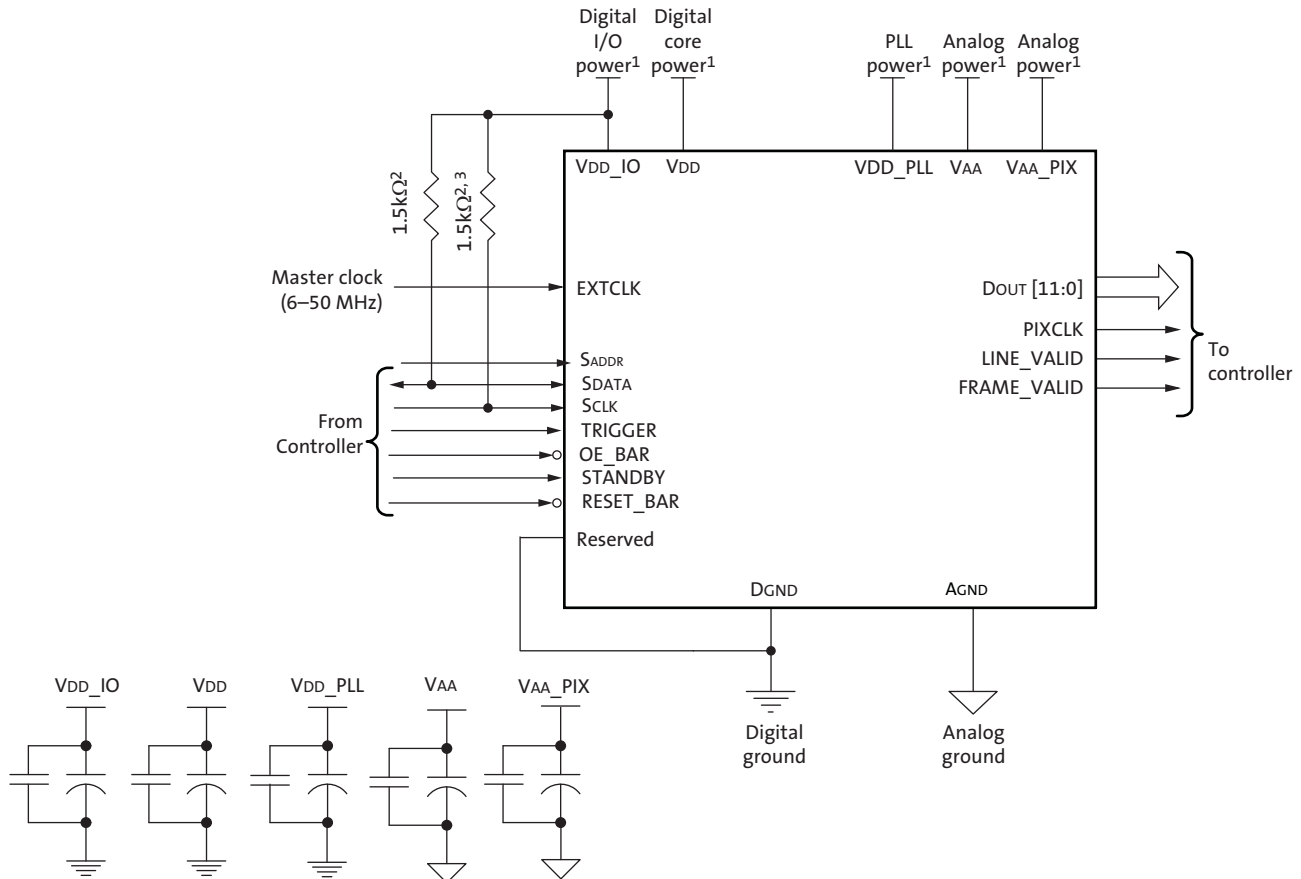 Digital I/O power1
Digital core power1
PLL power1
Analog power1
Analog power1
VDD_IO
VDD
VDD_PLL
VAA
VAA_PIX
1.5kΩ2
1.5kΩ2, 3
Master clock
(6–50 MHz)
EXTCLK
SADDR
SDATA
SCLK
TRIGGER
OE_BAR
STANDBY
RESET_BAR
Reserved
From
Controller
DOUT [11:0]
PIXCLK
LINE_VALID
FRAME_VALID
To
controller
DGND
AGND
Digital
ground
Analog
ground
VDD_IO
VDD
VDD_PLL
VAA
VAA_PIX